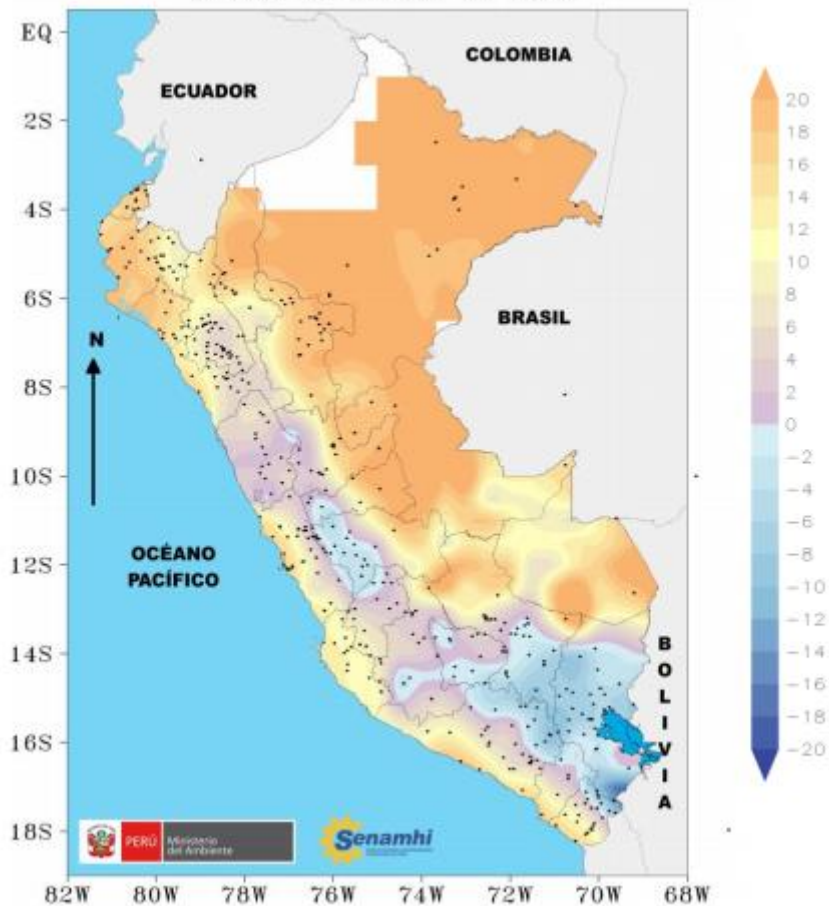 EQ
2S
4S
6S
8S
10S
12S
14S
16S
18S
82W 80W 78W 76W 74W 72W 70W 68W
COLOMBIA
ECUADOR
BRASIL
N
OCÉANO
PACÍFICO
B
O
L
I
V
I
A
PERÚ
Ministerio
del Ambiente
Senamhi
20
18
16
14
12
10
8
6
4
2
0
−2
−4
−6
−8
−10
−12
−14
−16
−18
−20